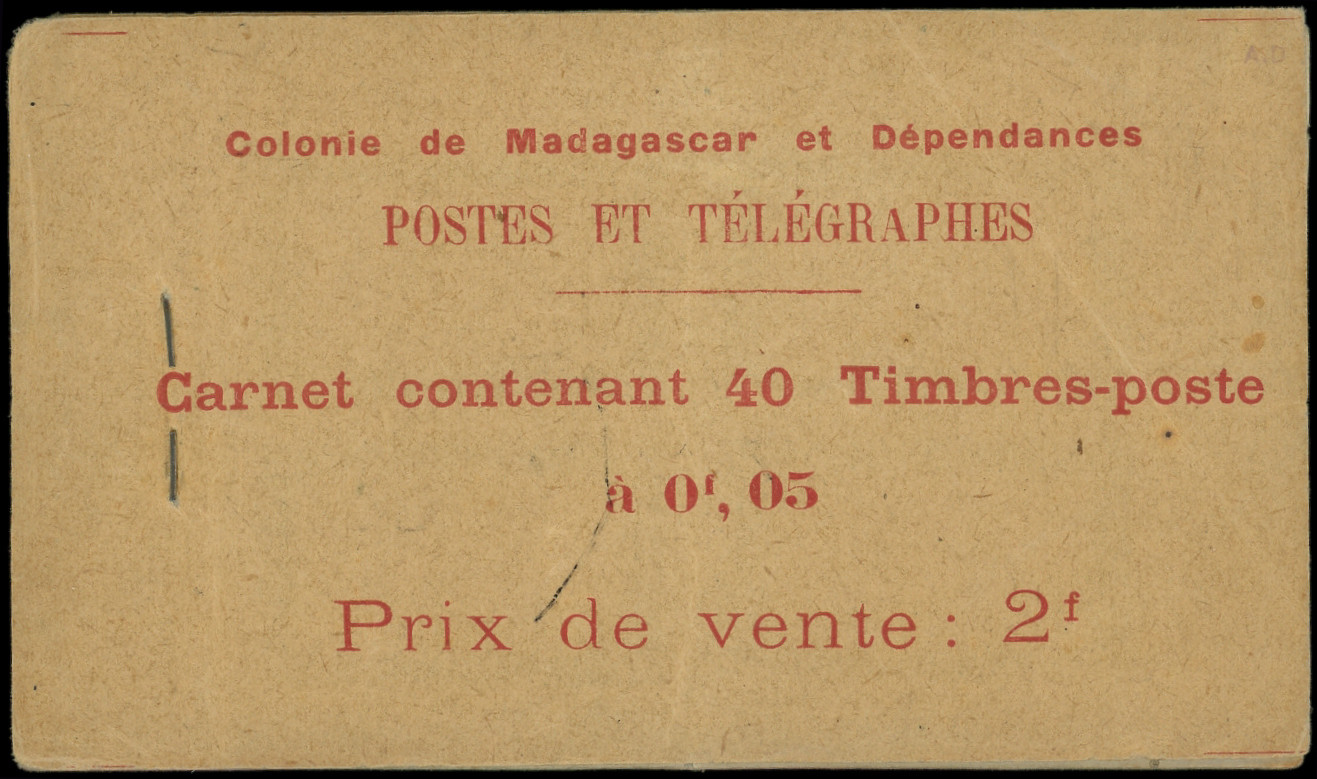 A.D
Colonie de Madagascar et Dépendances
POSTES ET TÉLÉGRAPHES
Carnet contenant 40 Timbres-poste
à 0ᶠ, 05
Prix de vente : 2ᶠ